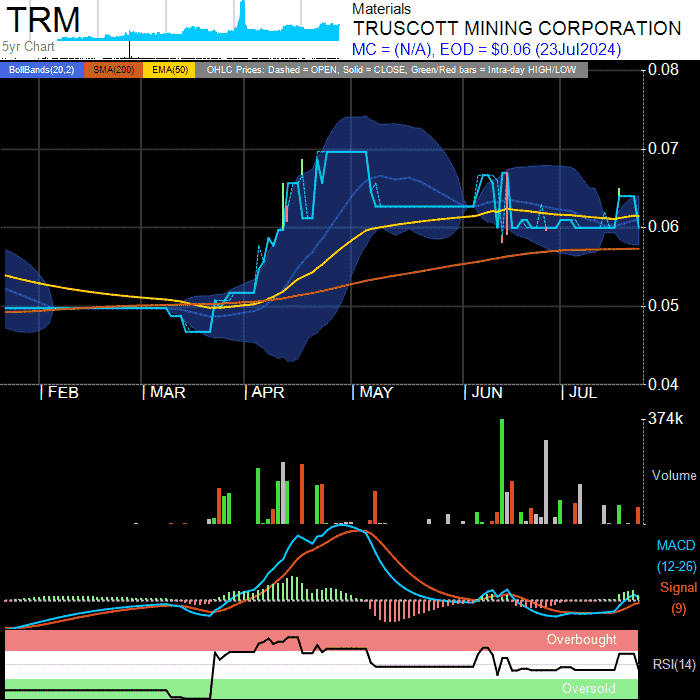 TRM
5yr Chart
Materials
TRUSCOTT MINING CORPORATION
MC = (N/A), EOD = $0.06 (23Jul2024)
BollBands(20,2) SMA(200) EMA(50) OHLC Prices: Dashed = OPEN, Solid = CLOSE, Green/Red bars = Intra-day HIGH/LOW
0.08
0.07
0.06
0.05
0.04
FEB MAR APR MAY JUN JUL
374k
Volume
MACD
(12-26)
Signal
(9)
Overbought
RSI(14)
Oversold